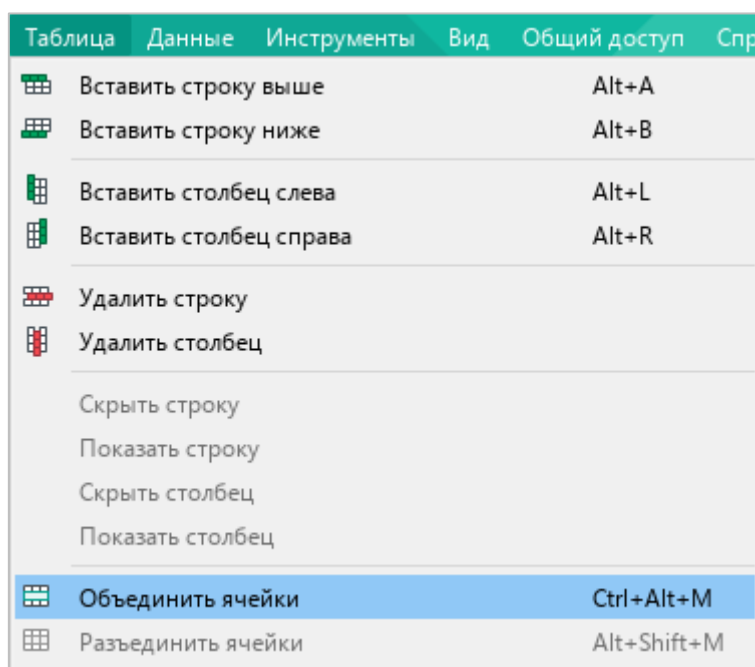 Таблица Данные Инструменты Вид Общий доступ
Вставить строку выше Alt+A
Вставить строку ниже Alt+B
Вставить столбец слева Alt+L
Вставить столбец справа Alt+R
Удалить строку
Удалить столбец
Скрыть строку
Показать строку
Скрыть столбец
Показать столбец
Объединить ячейки Ctrl+Alt+M
Разъединить ячейки Alt+Shift+M